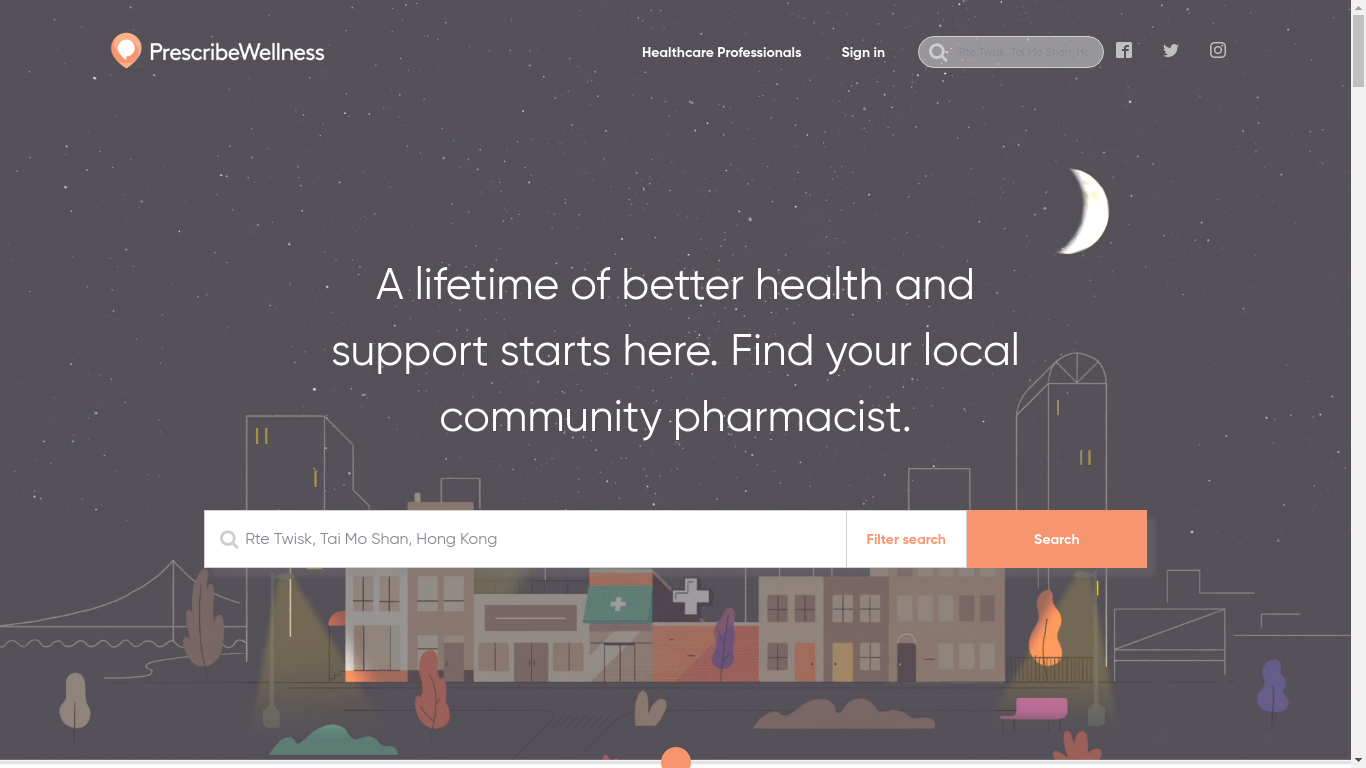 PrescribeWellness
Healthcare Professionals
Sign in
Rte Twisk, Tai Mo Shan, Hc
A lifetime of better health and
support starts here. Find your local
community pharmacist.
Rte Twisk, Tai Mo Shan, Hong Kong
Filter search
Search